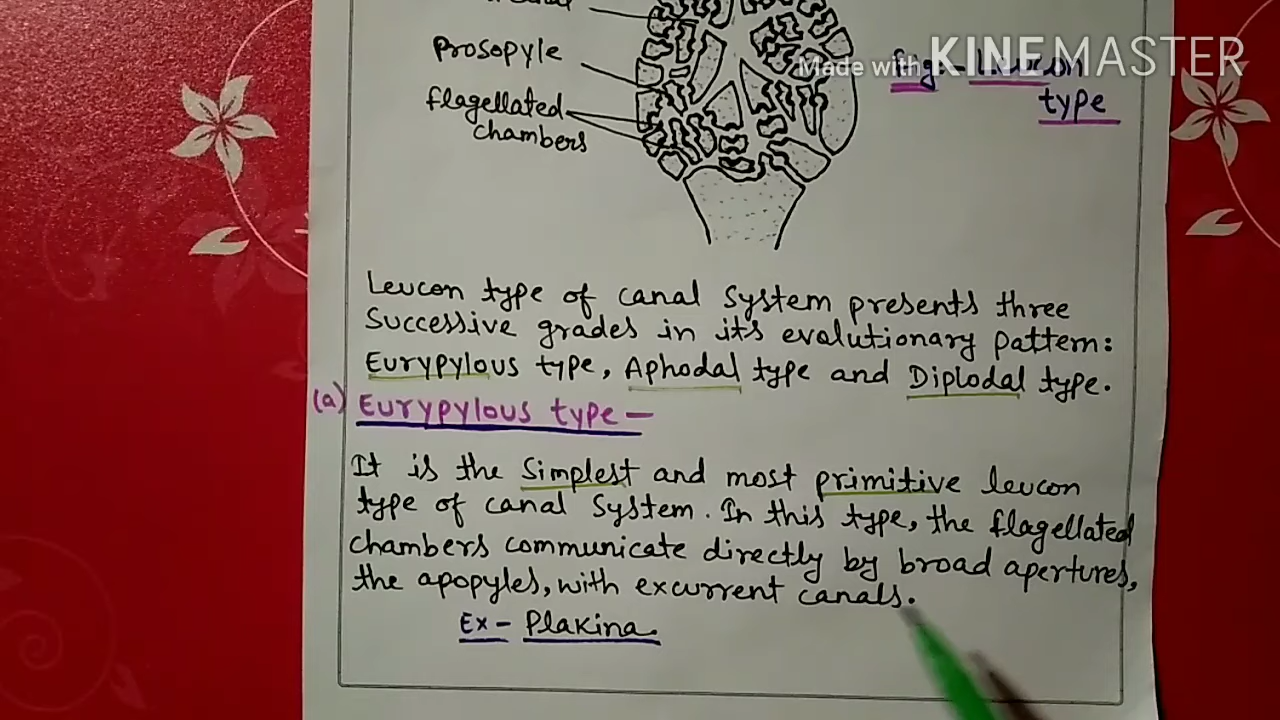 Prosopyle
flagellated
chambers
Made with KINEMASTER
type
Leucon type of canal system presents three
successive grades in its evolutionary pattern:
Eurypylous type, Aphodal type and Diplodal type.
(a) Eurypylous type –
It is the simplest and most primitive leucon
type of canal system. In this type, the flagellated
chambers communicate directly by broad apertures,
the apopyles, with excurrent canals.
Ex – Plakina.